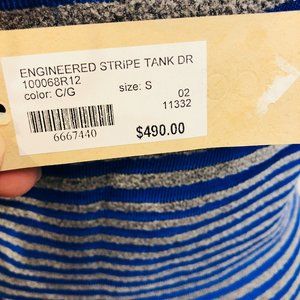 ENGINEERED STRIPE TANK DR
100068R12
color: C/G size: S 02
11332
6667440 $490.00